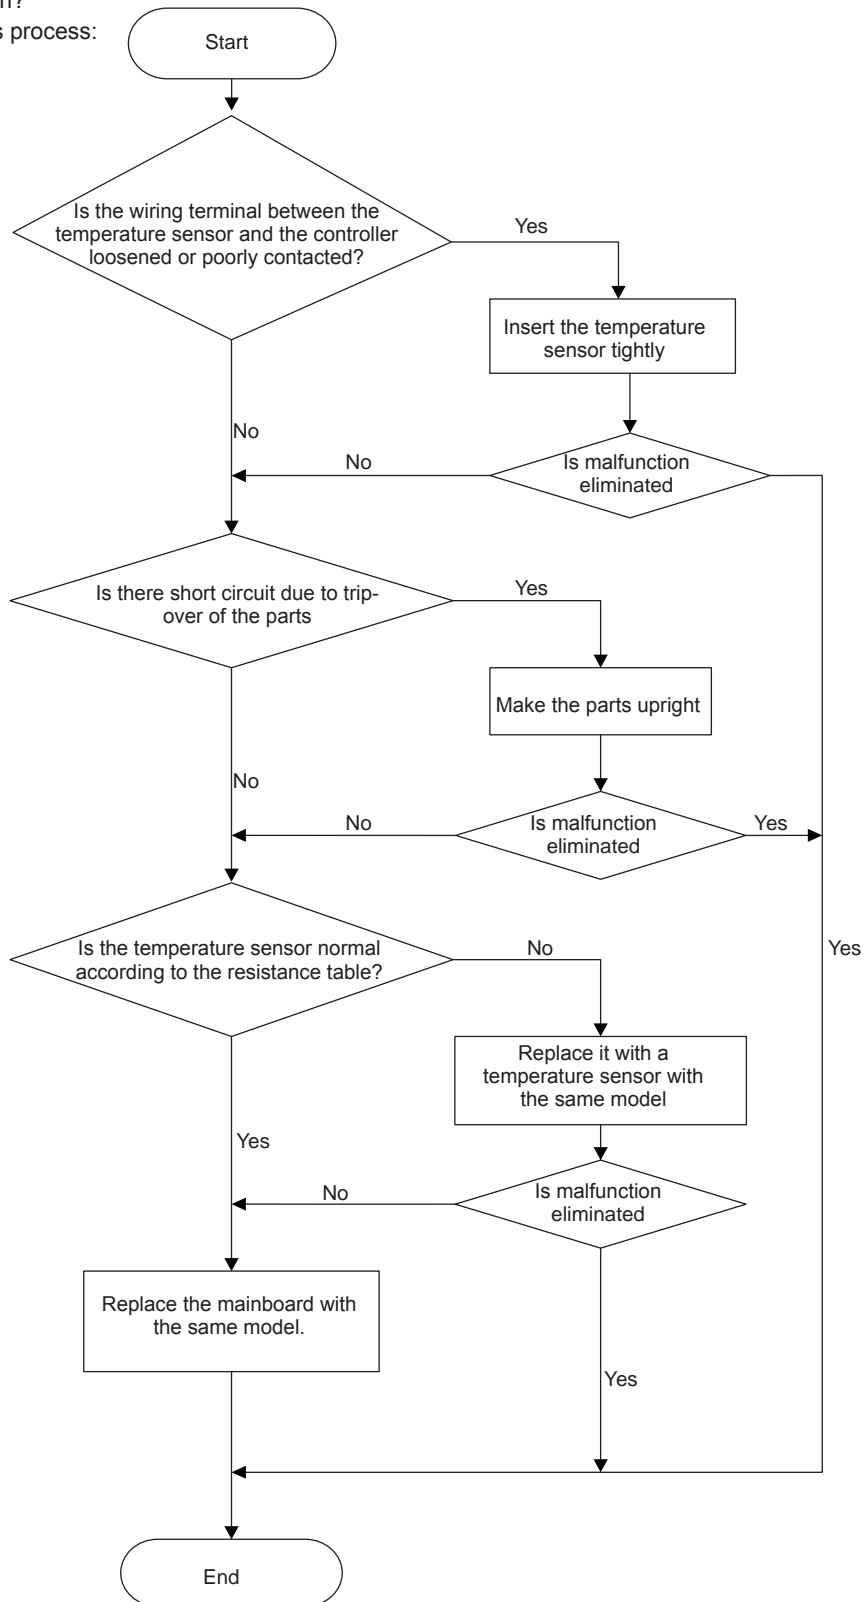 s process:
Start
Is the wiring terminal between the
temperature sensor and the controller
loosened or poorly contacted?
Yes
Insert the temperature
sensor tightly
No
No
Is malfunction
eliminated
Is there short circuit due to trip-
over of the parts
Yes
Make the parts upright
No
No
Is malfunction
eliminated
Yes
Is the temperature sensor normal
according to the resistance table?
No
Yes
Replace it with a
temperature sensor with
the same model
Yes
No
Is malfunction
eliminated
Replace the mainboard with
the same model.
Yes
End